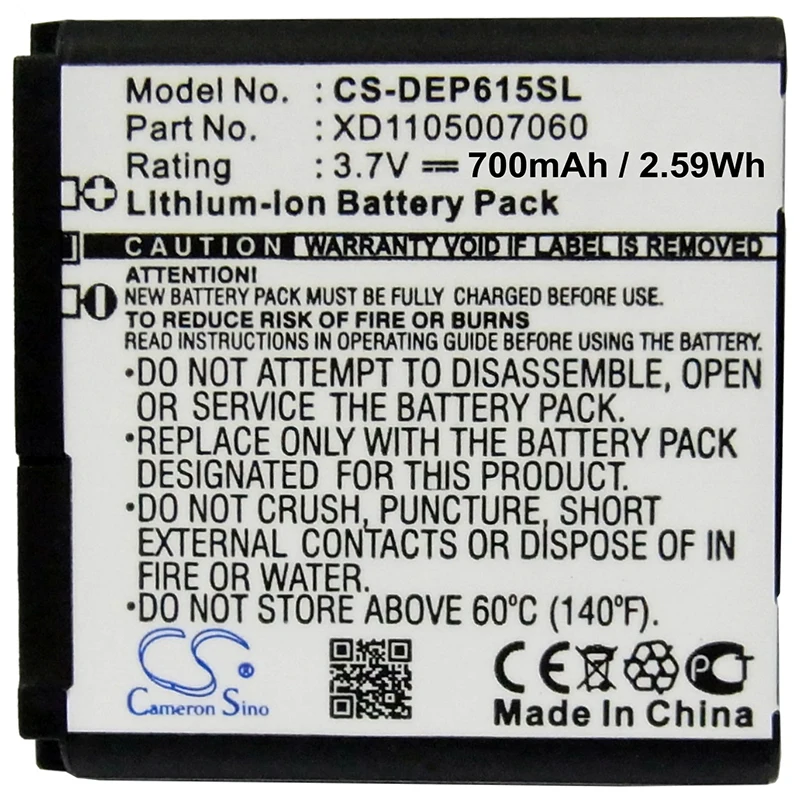 Model No. : CS-DEP615SL
Part No. : XD1105007060
Rating : 3.7V 700mAh / 2.59Wh
Lithium-Ion Battery Pack
CAUTION WARRANTY VOID IF LABEL IS REMOVED
ATTENTION!
NEW BATTERY PACK MUST BE FULLY CHARGED BEFORE USE.
TO REDUCE RISK OF FIRE OR BURNS
READ INSTRUCTIONS IN OPERATING GUIDE BEFORE BATTERY USE
•DO NOT ATTEMPT TO DISASSEMBLE, OPEN
OR SERVICE THE BATTERY PACK.
•REPLACE ONLY WITH THE BATTERY PACK
DESIGNATED FOR THIS PRODUCT
•DO NOT CRUSH, PUNCTURE, SHORT
EXTERNAL CONTACTS OR DISPOSE OF IN
FIRE OR WATER.
•DO NOT STORE ABOVE 60°C (140°F).
CS®
Cameron Sino
CE PCT
Made In China